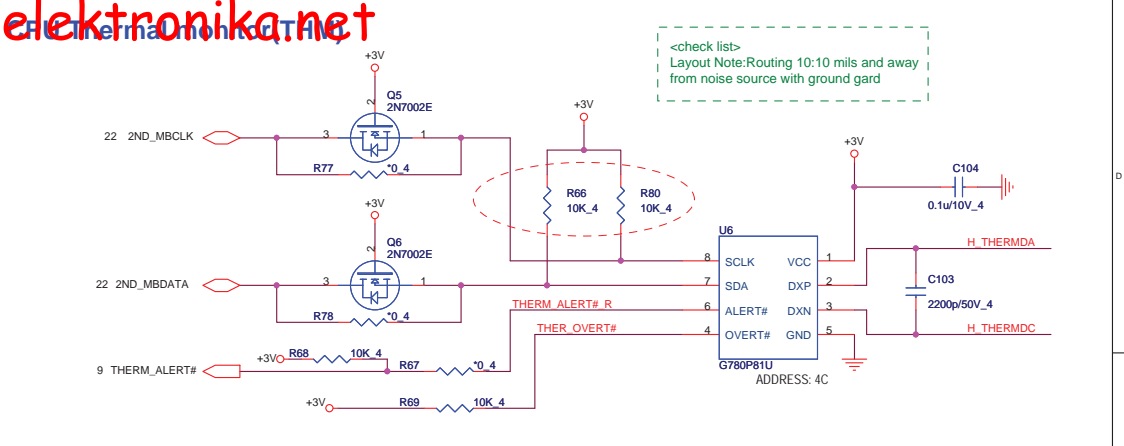 elektronika.net
CPU Thermal monitor(THM)
<check list>
Layout Note:Routing 10:10 mils and away
from noise source with ground gard
+3V
2
Q5
2N7002E
22 2ND_MBCLK
3
1
R77
*0_4
+3V
R66
10K_4
R80
10K_4
+3V
C104
0.1u/10V_4
D
+3V
2
Q6
2N7002E
22 2ND_MBDATA
3
1
R78
*0_4
U6
8 SCLK VCC 1
7 SDA DXP 2
6 ALERT# DXN 3
4 OVERT# GND 5
G780P81U
ADDRESS: 4C
H_THERMDA
C103
2200p/50V_4
H_THERMDC
THERM_ALERT#_R
THER_OVERT#
+3V
R68
10K_4
9 THERM_ALERT#
R67
*0_4
+3V
R69
10K_4